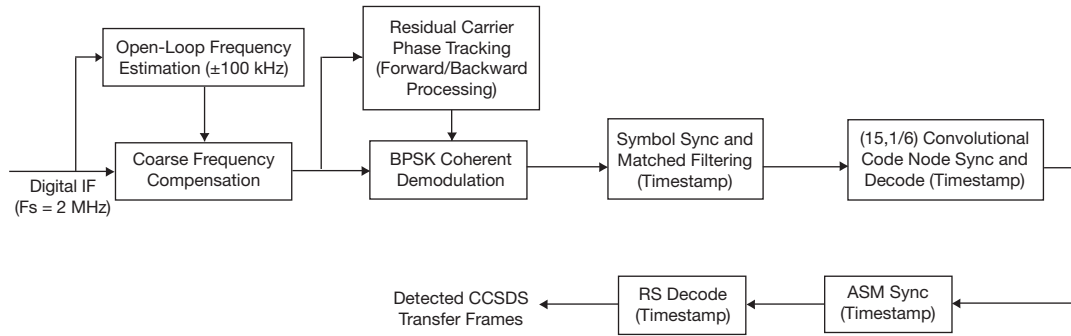 Open-Loop Frequency
Estimation (±100 kHz)
Residual Carrier
Phase Tracking
(Forward/Backward
Processing)
Digital IF
(Fs = 2 MHz)
Coarse Frequency
Compensation
BPSK Coherent
Demodulation
Symbol Sync and
Matched Filtering
(Timestamp)
(15,1/6) Convolutional
Code Node Sync and
Decode (Timestamp)
ASM Sync
(Timestamp)
RS Decode
(Timestamp)
Detected CCSDS
Transfer Frames